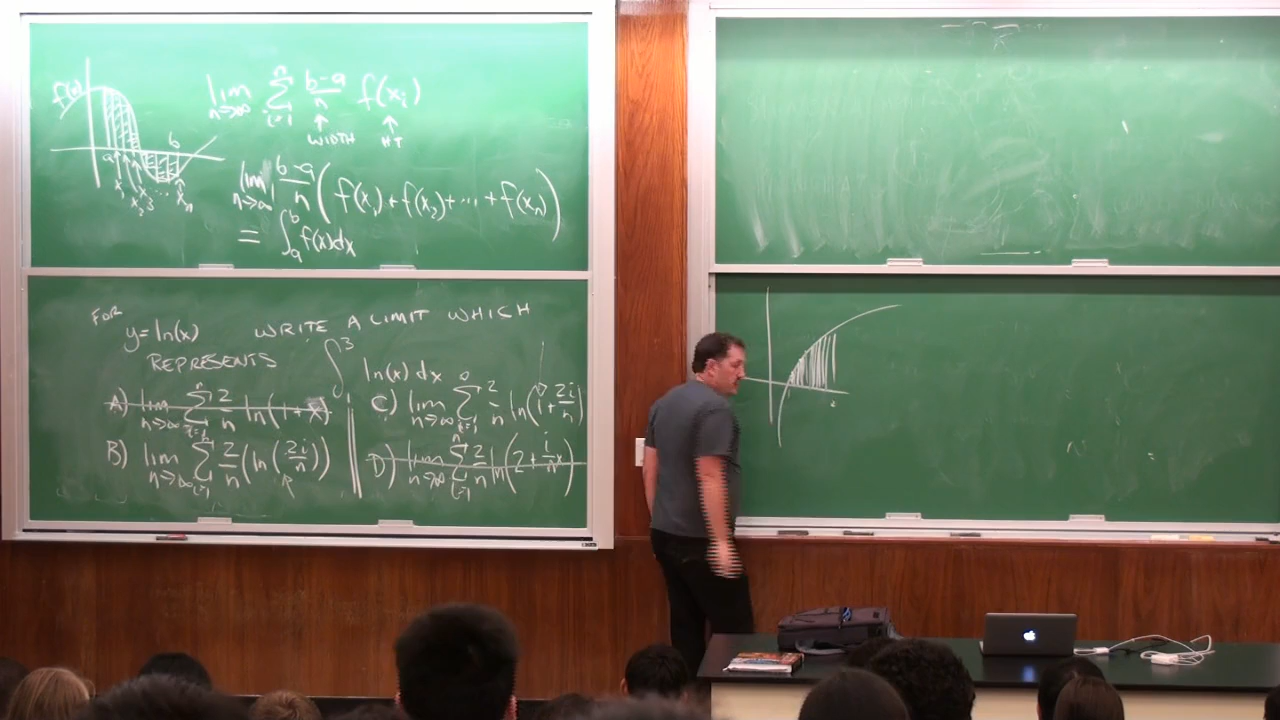 f(x)
lim n→∞ n Σ i=1 b-a/n f(xᵢ)
↑ WIDTH ↑ HT
a b
x₁ x₂ x₃ ... xₙ
lim n→∞ b-a/n (f(x₁)+f(x₂)+...+f(xₙ))
= ∫ₐᵇ f(x)dx
FOR
y=ln(x) WRITE A LIMIT WHICH
REPRESENTS ∫ 3 ln(x) dx
A) lim n→∞ n Σ i=1 2/n ln(1+
B) lim n→∞ n Σ i=1 2/n (ln(2i/n))
C) lim n→∞ Σ i=1 2/n ln(1+2i/n)
D) lim n→∞ n Σ i=1 2/n ln(2+i/n